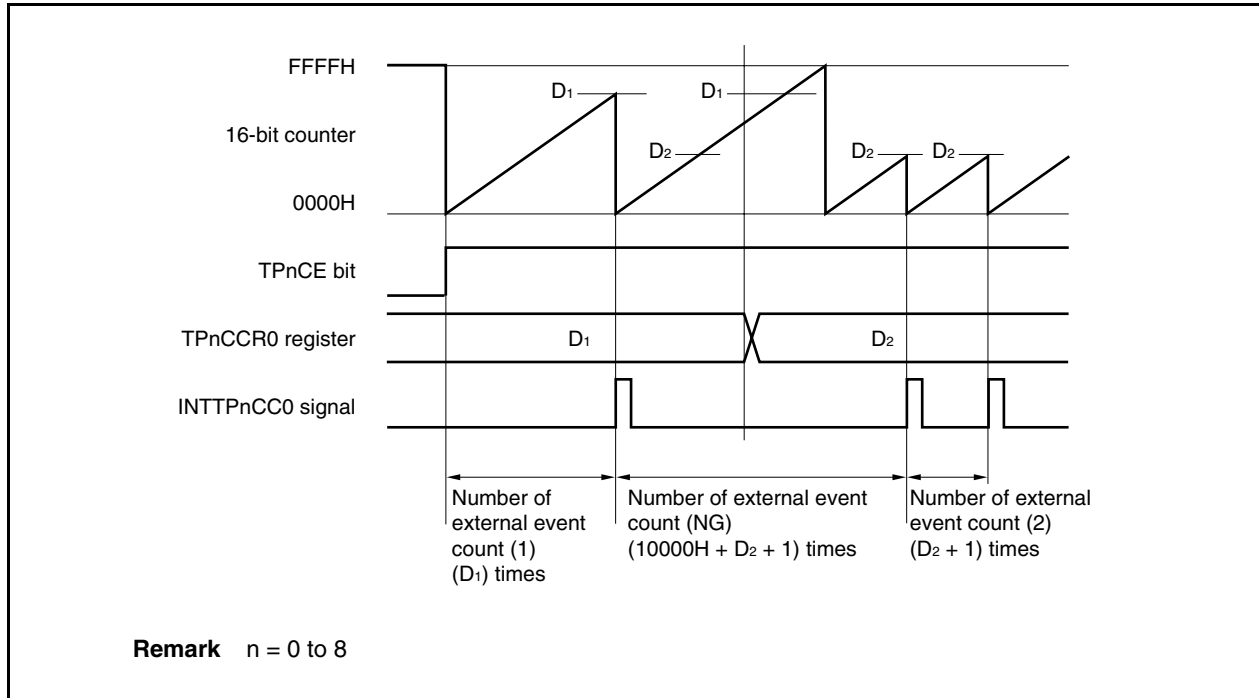 FFFFH
D1
D1
16-bit counter
D2
D2
D2
0000H
TPnCE bit
TPnCCR0 register
D1
D2
INTTPnCC0 signal
Number of
external event
count (1)
(D1) times
Number of external event
count (NG)
(10000H + D2 + 1) times
Number of external
event count (2)
(D2 + 1) times
Remark n = 0 to 8